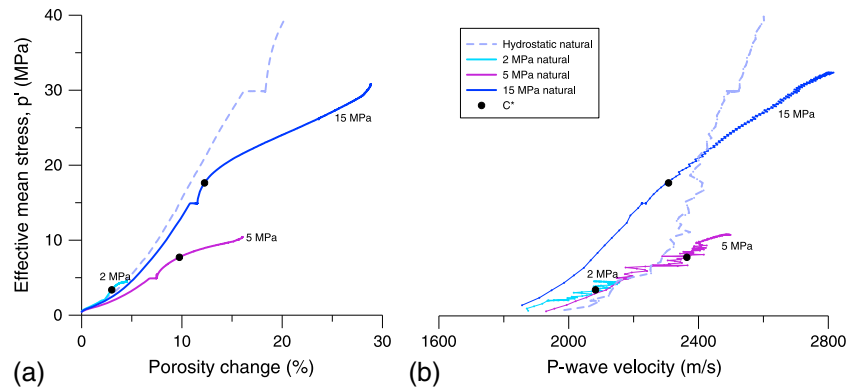 Effective mean stress, p' (MPa)
40
30
20
10
0
15 MPa
5 MPa
2 MPa
0
10
20
30
Porosity change (%)
(a)
Hydrostatic natural
2 MPa natural
5 MPa natural
15 MPa natural
C*
15 MPa
5 MPa
2 MPa
1600
2000
2400
2800
P-wave velocity (m/s)
(b)